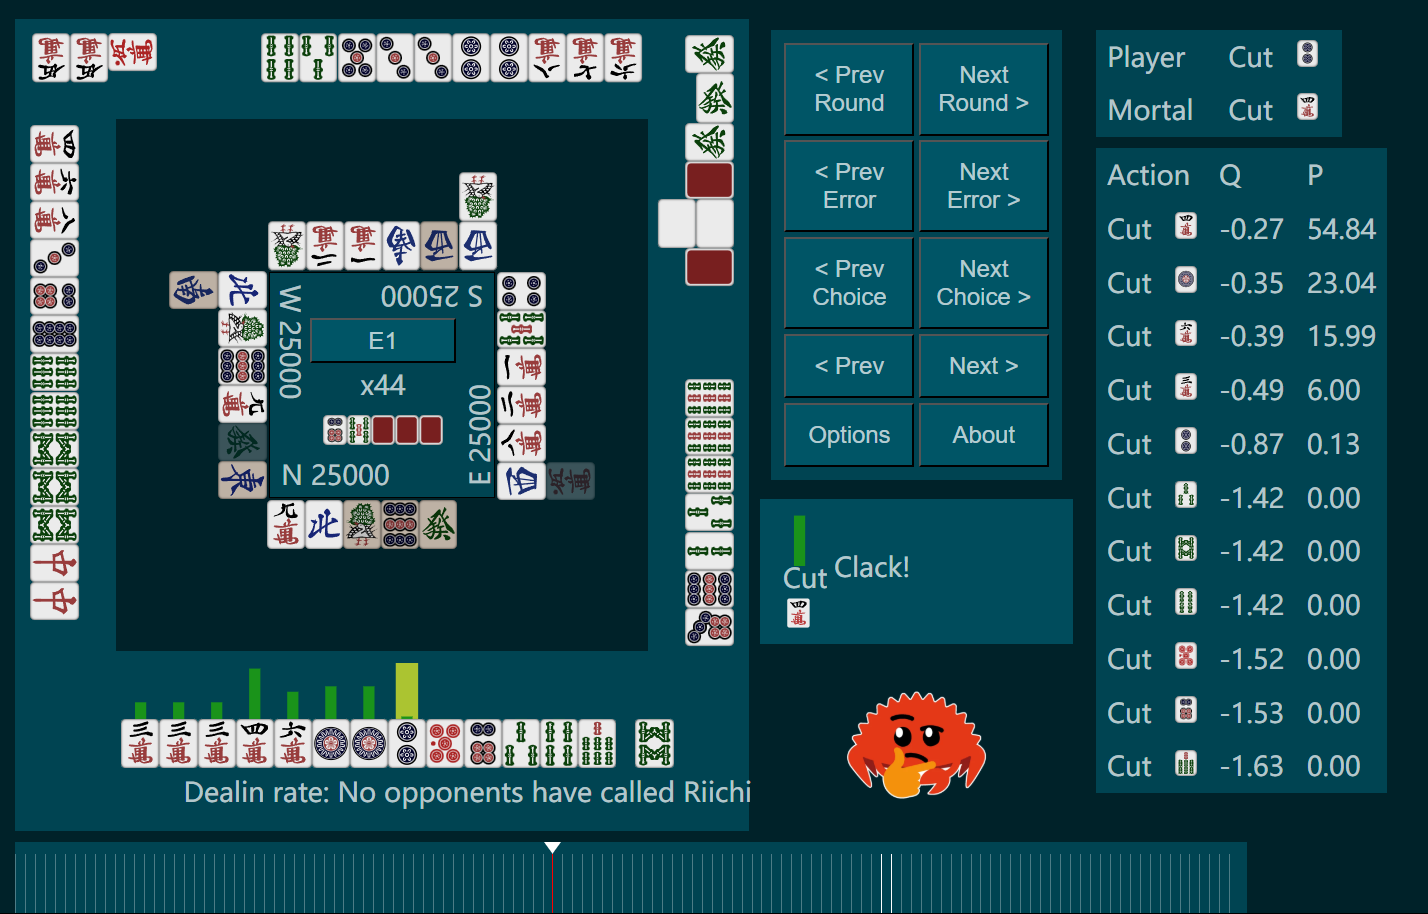 W 25000
S 25000
E1
x44
N 25000
E 25000
Dealin rate: No opponents have called Riichi
< Prev Round
Next Round >
< Prev Error
Next Error >
< Prev Choice
Next Choice >
< Prev
Next >
Options
About
Cut
Clack!
Player Cut
Mortal Cut
Action Q P
Cut -0.27 54.84
Cut -0.35 23.04
Cut -0.39 15.99
Cut -0.49 6.00
Cut -0.87 0.13
Cut -1.42 0.00
Cut -1.42 0.00
Cut -1.42 0.00
Cut -1.52 0.00
Cut -1.53 0.00
Cut -1.63 0.00